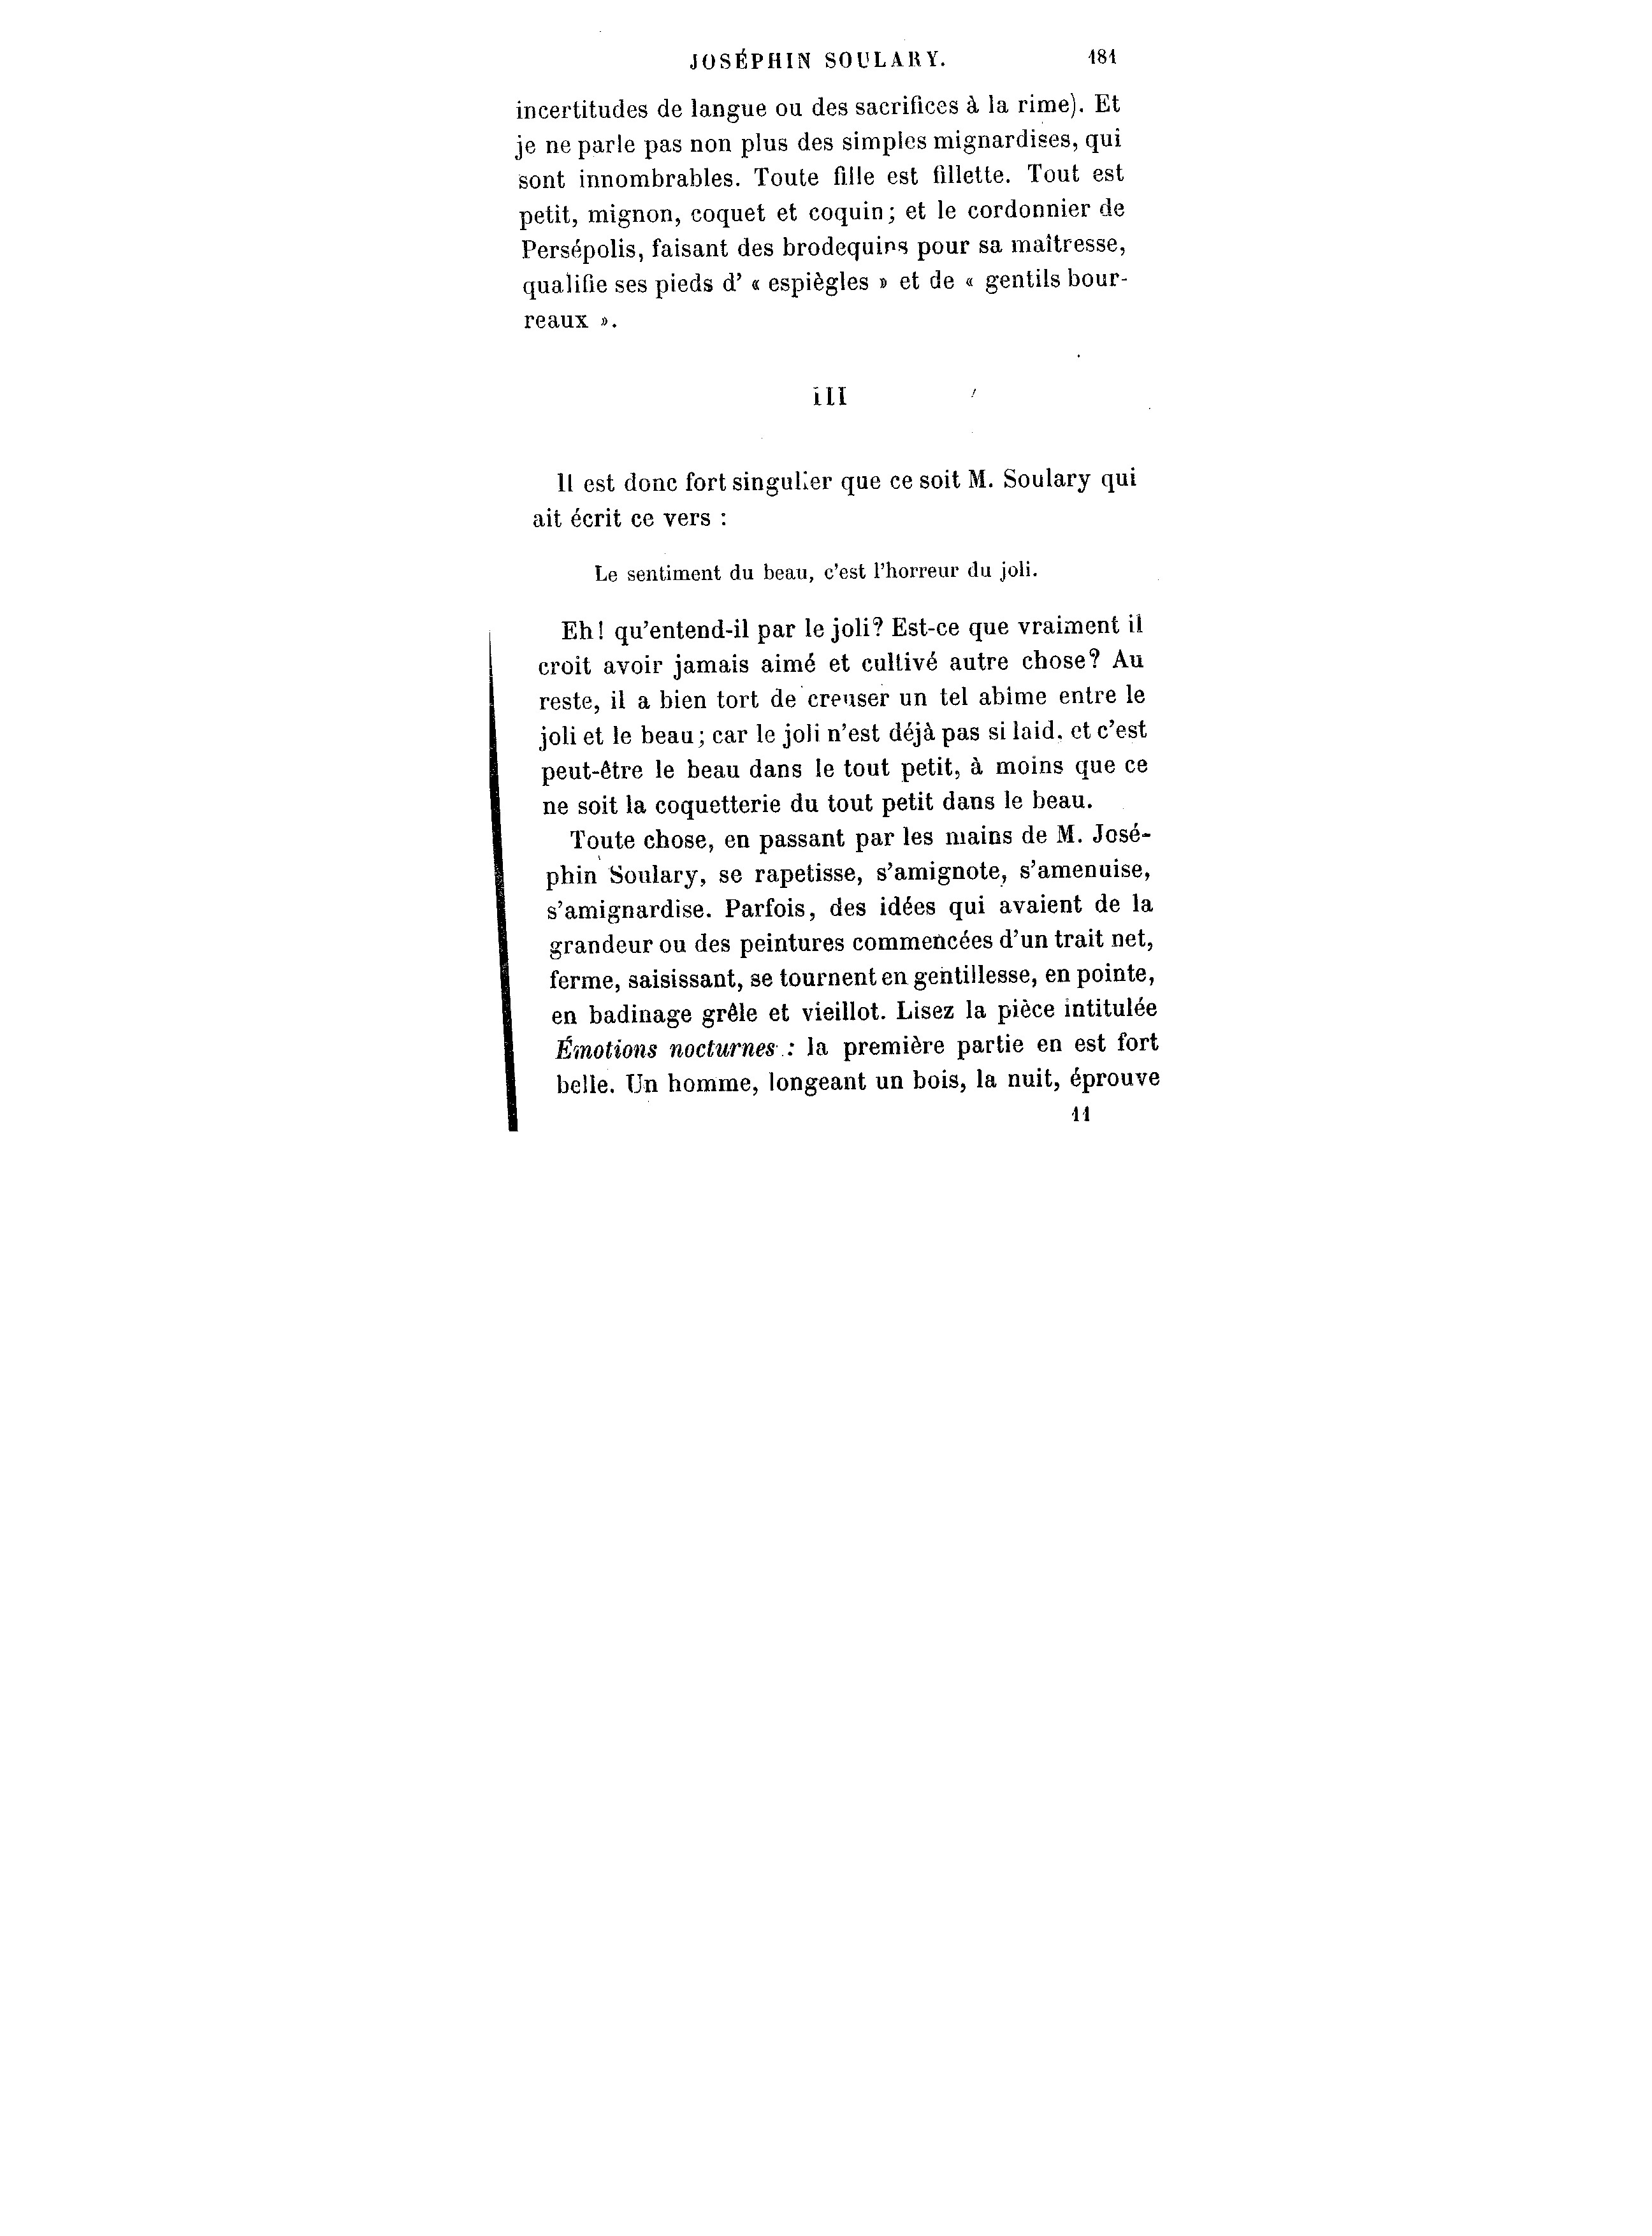 JOSÉPHIN SOULARY. 181
incertitudes de langue ou des sacrifices à la rime). Et
je ne parle pas non plus des simples mignardises, qui
sont innombrables. Toute fille est fillette. Tout est
petit, mignon, coquet et coquin; et le cordonnier de
Persépolis, faisant des brodequins pour sa maîtresse,
qualifie ses pieds d' « espiègles » et de « gentils bour-
reaux ».
III
Il est donc fort singulier que ce soit M. Soulary qui
ait écrit ce vers :
Le sentiment du beau, c'est l'horreur du joli.
Eh! qu'entend-il par le joli? Est-ce que vraiment il
croit avoir jamais aimé et cultivé autre chose? Au
reste, il a bien tort de creuser un tel abime entre le
joli et le beau; car le joli n'est déjà pas si laid, et c'est
peut-être le beau dans le tout petit, à moins que ce
ne soit la coquetterie du tout petit dans le beau.
Toute chose, en passant par les mains de M. José-
phin Soulary, se rapetisse, s'amignote, s'amenuise,
s'amignardise. Parfois, des idées qui avaient de la
grandeur ou des peintures commencées d'un trait net,
ferme, saisissant, se tournent en gentillesse, en pointe,
en badinage grêle et vieillot. Lisez la pièce intitulée
Émotions nocturnes : la première partie en est fort
belle. Un homme, longeant un bois, la nuit, éprouve
11